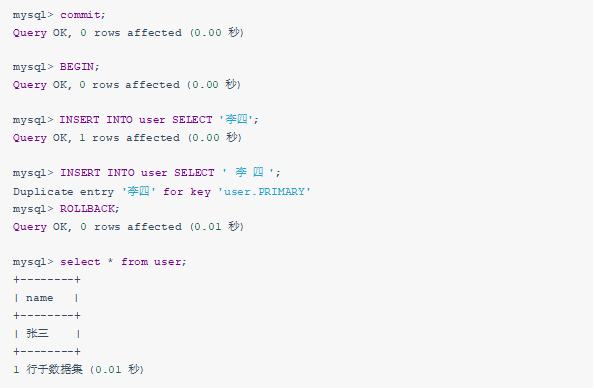 mysql> commit;
Query OK, 0 rows affected (0.00 秒)
mysql> BEGIN;
Query OK, 0 rows affected (0.00 秒)
mysql> INSERT INTO user SELECT '李四';
Query OK, 1 rows affected (0.00 秒)
mysql> INSERT INTO user SELECT ' 李 四 ';
Duplicate entry '李四' for key 'user.PRIMARY'
mysql> ROLLBACK;
Query OK, 0 rows affected (0.01 秒)
mysql> select * from user;
+--------+
| name   |
+--------+
| 张三    |
+--------+
1 行于数据集 (0.01 秒)